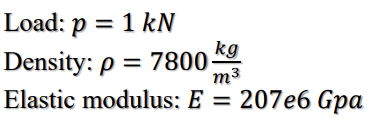 Load: p = 1 kN
Density: ρ = 7800 kg/m³
Elastic modulus: E = 207e6 Gpa